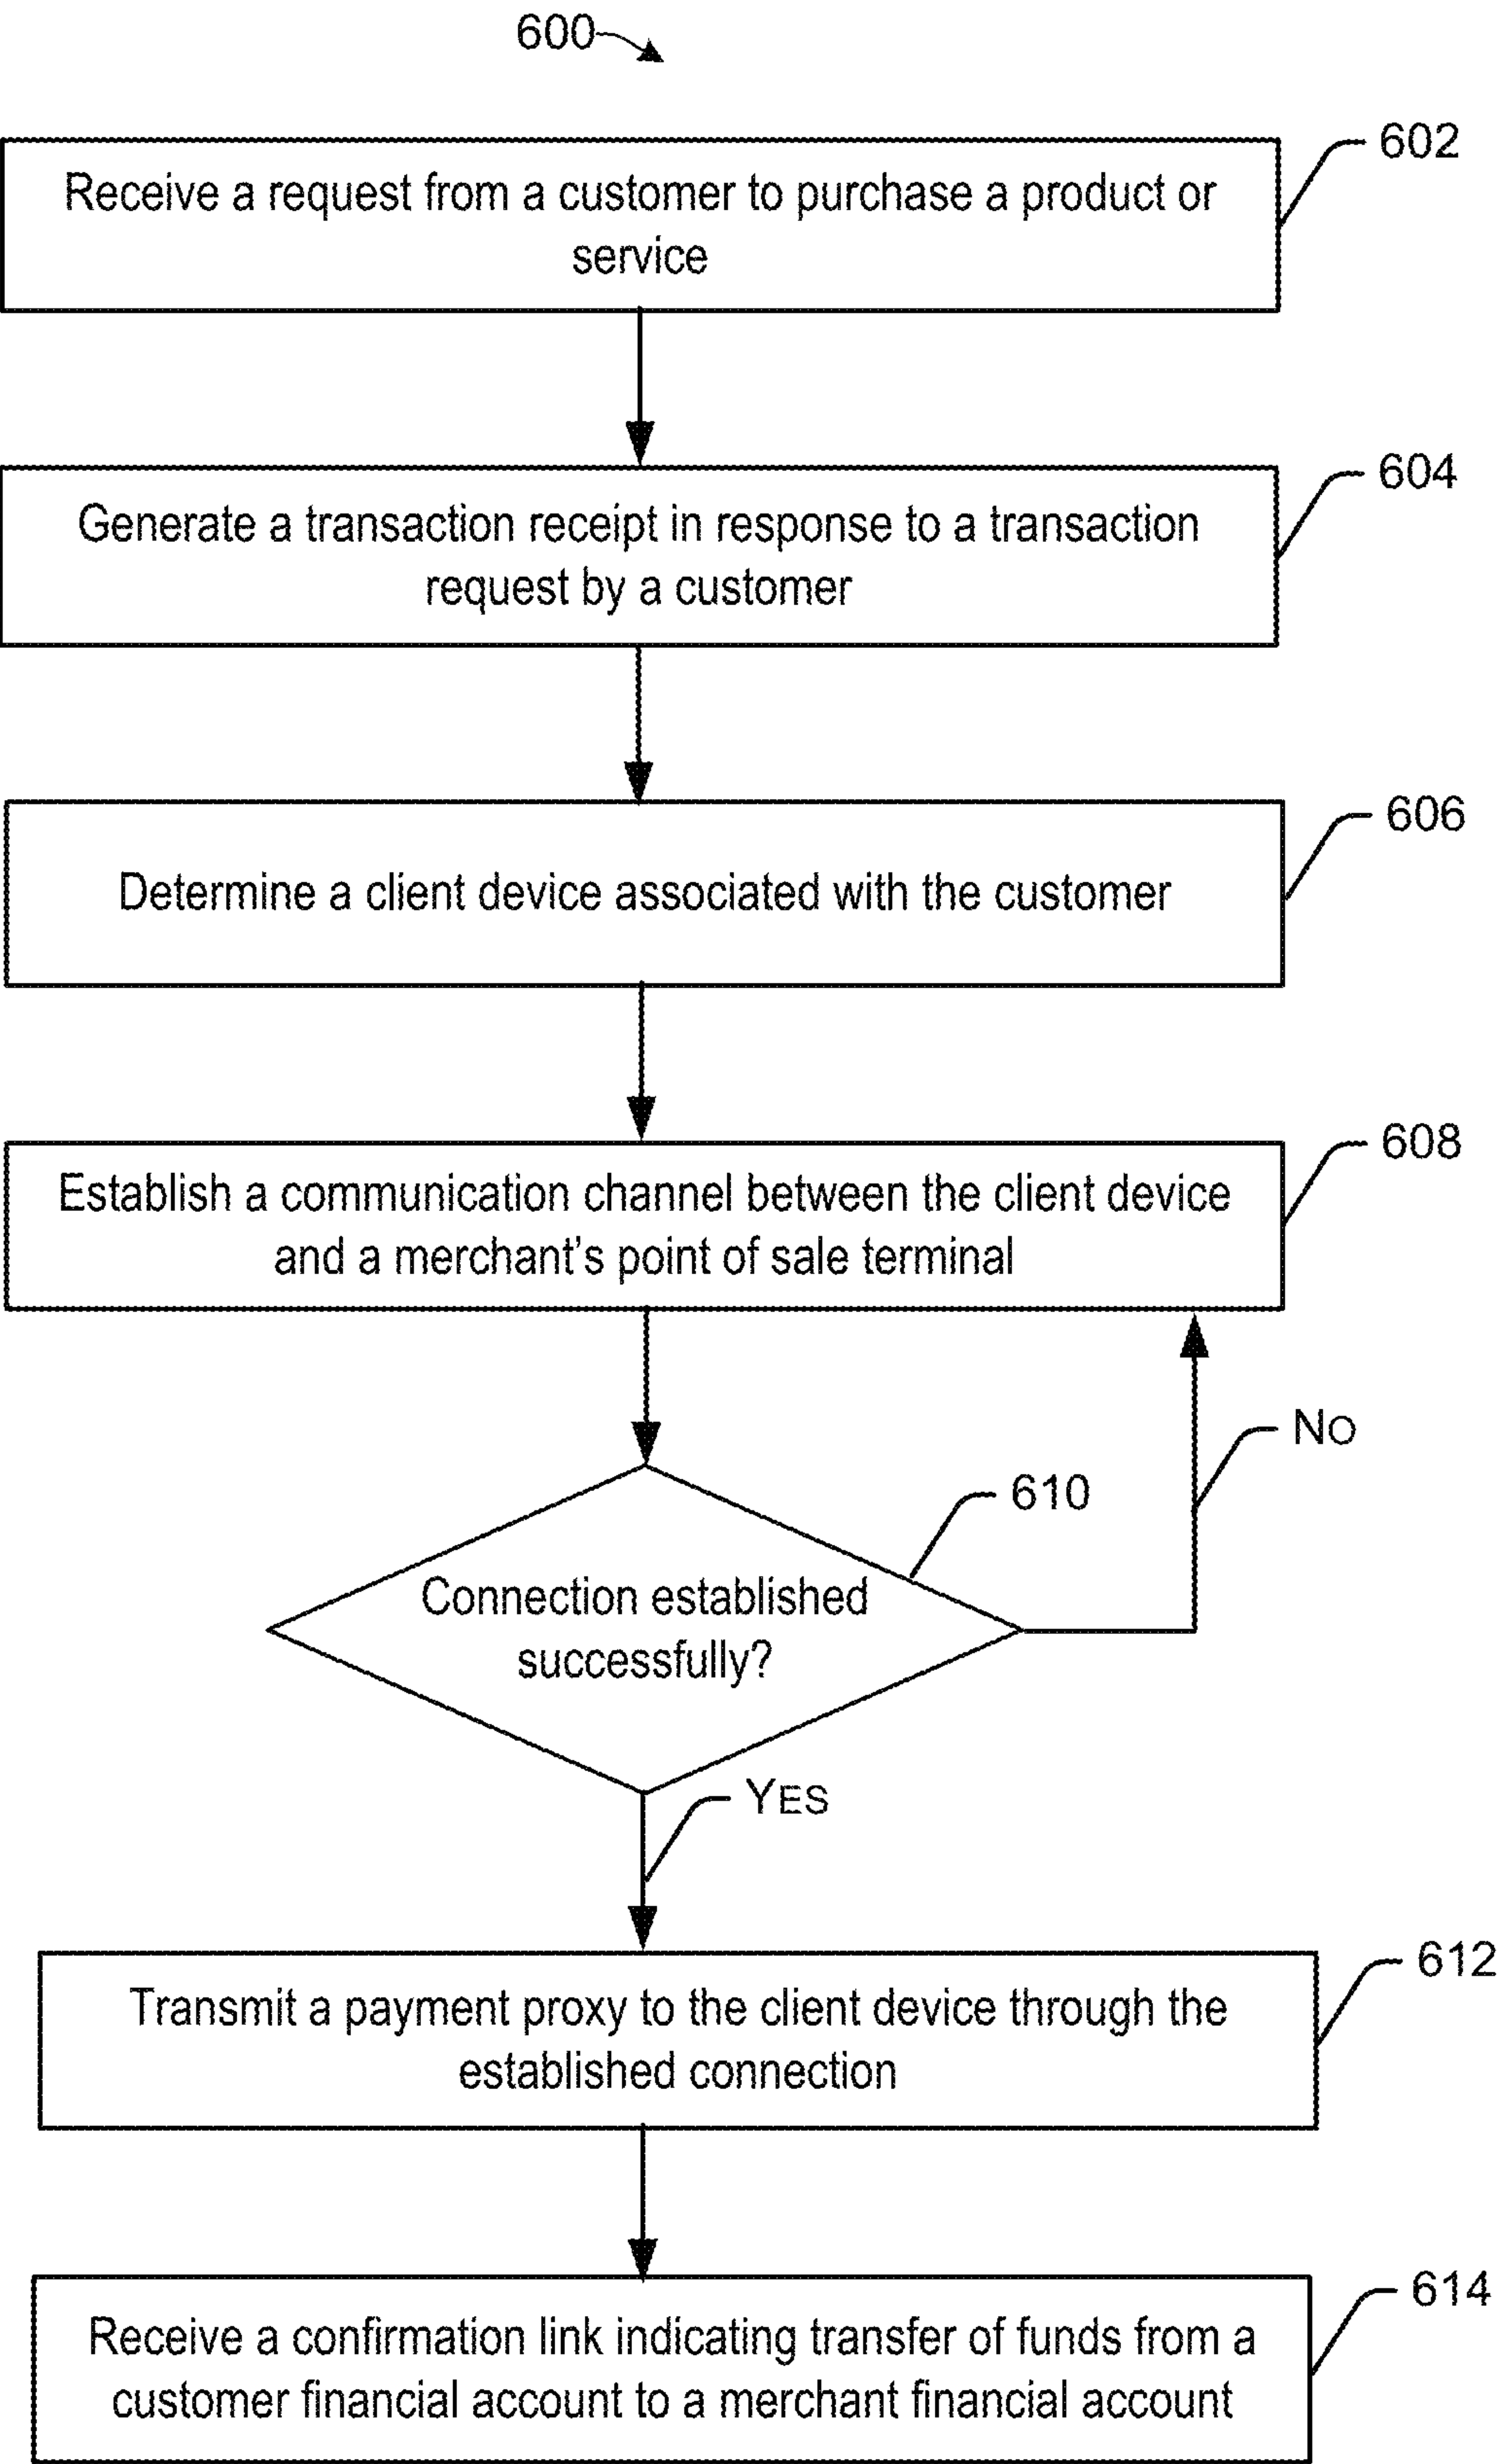 600
602
Receive a request from a customer to purchase a product or
service
604
Generate a transaction receipt in response to a transaction
request by a customer
606
Determine a client device associated with the customer
608
Establish a communication channel between the client device
and a merchant's point of sale terminal
NO
610
Connection established
successfully?
YES
612
Transmit a payment proxy to the client device through the
established connection
614
Receive a confirmation link indicating transfer of funds from a
customer financial account to a merchant financial account